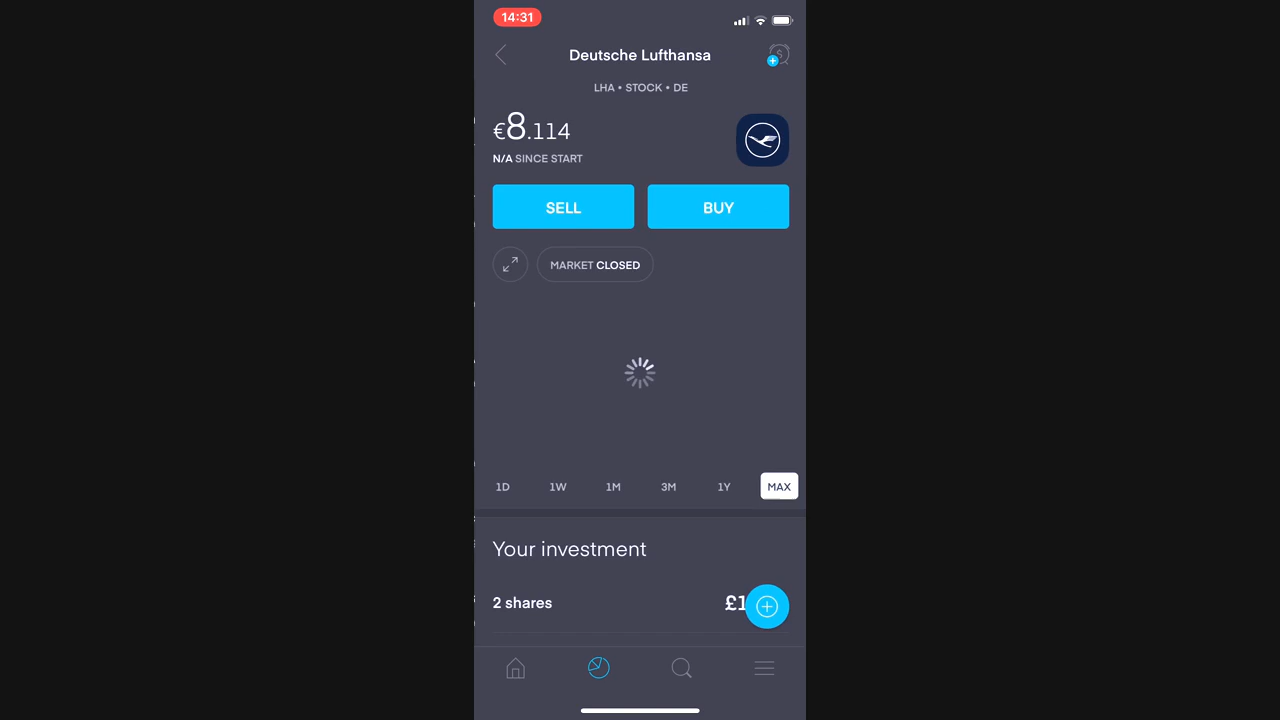 14:31
Deutsche Lufthansa
LHA • STOCK • DE
€8.114
N/A SINCE START
SELL
BUY
MARKET CLOSED
1D 1W 1M 3M 1Y MAX
Your investment
2 shares